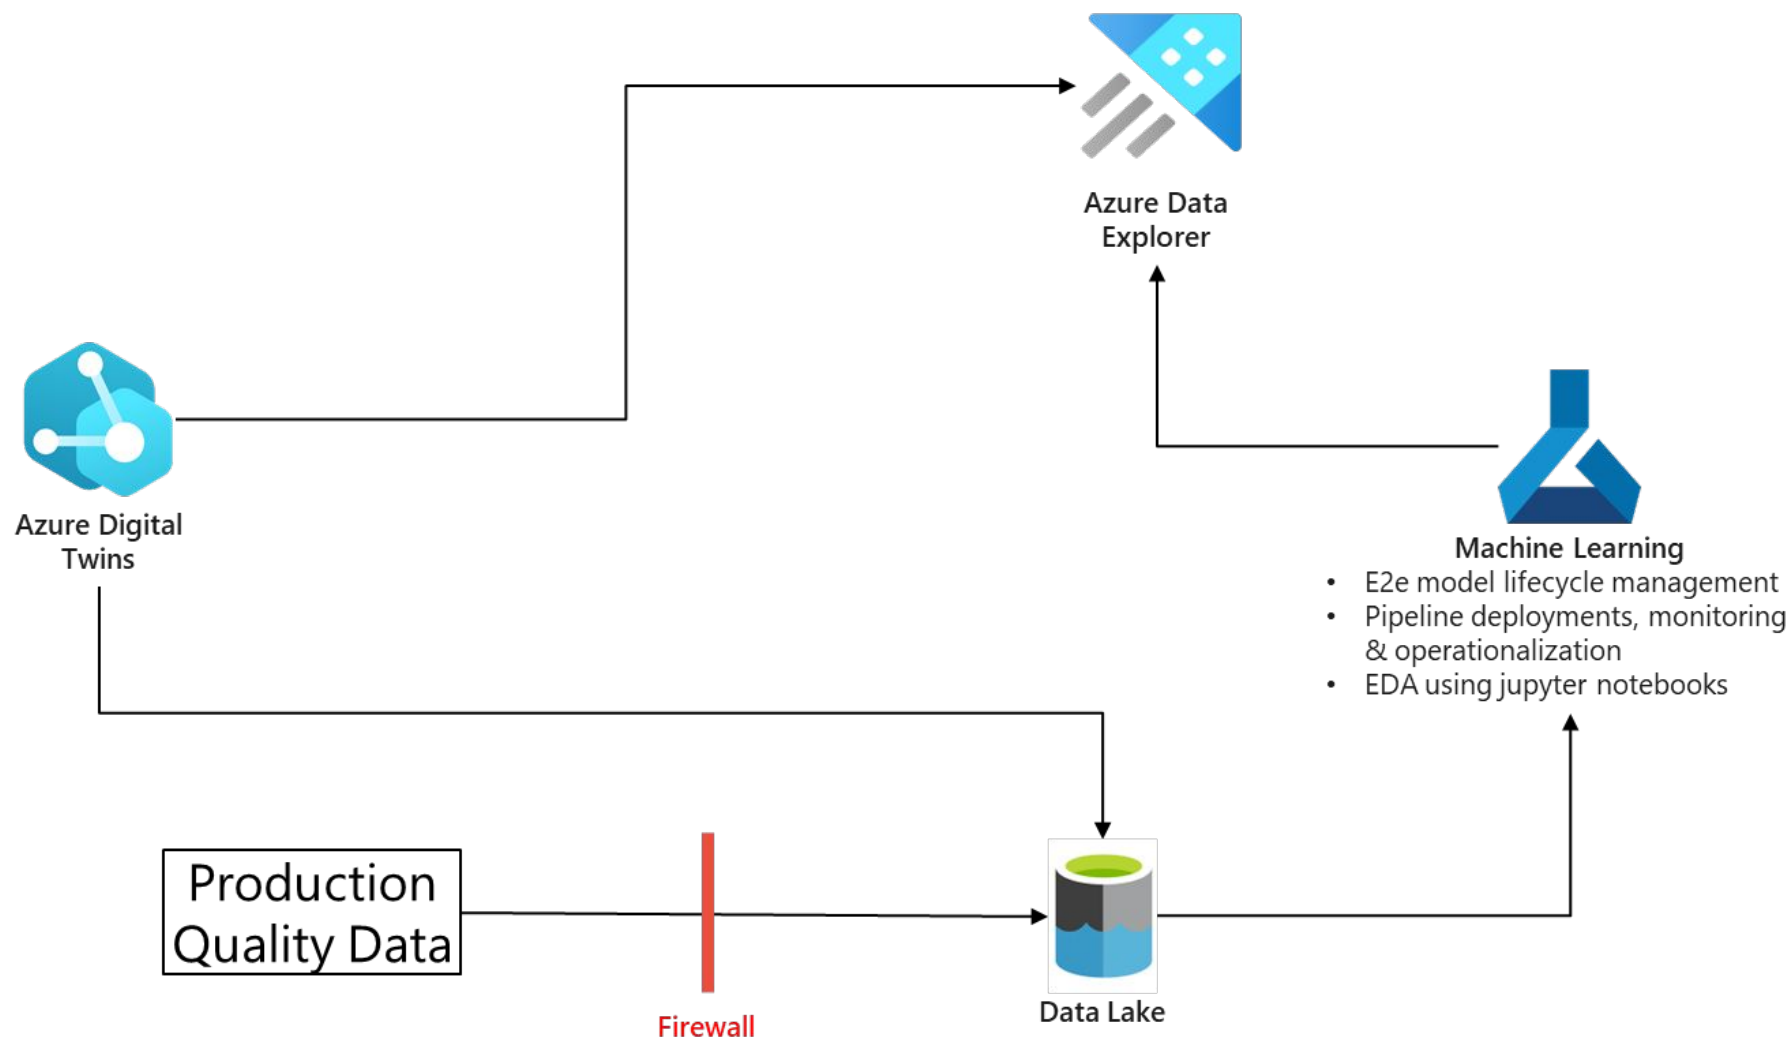 Azure Data
Explorer
Azure Digital
Twins
Machine Learning
• E2e model lifecycle management
• Pipeline deployments, monitoring
& operationalization
• EDA using jupyter notebooks
Production
Quality Data
Firewall
Data Lake